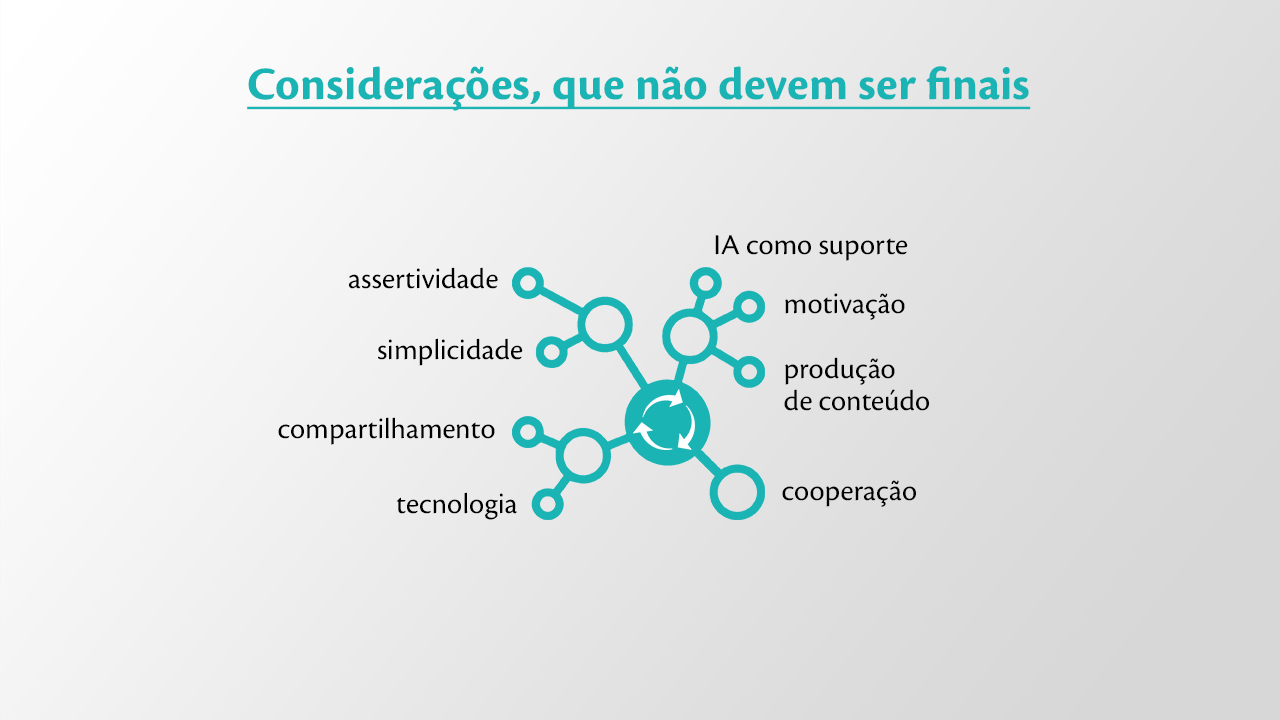 Considerações, que não devem ser finais
IA como suporte
assertividade
motivação
simplicidade
produção
de conteúdo
compartilhamento
cooperação
tecnologia